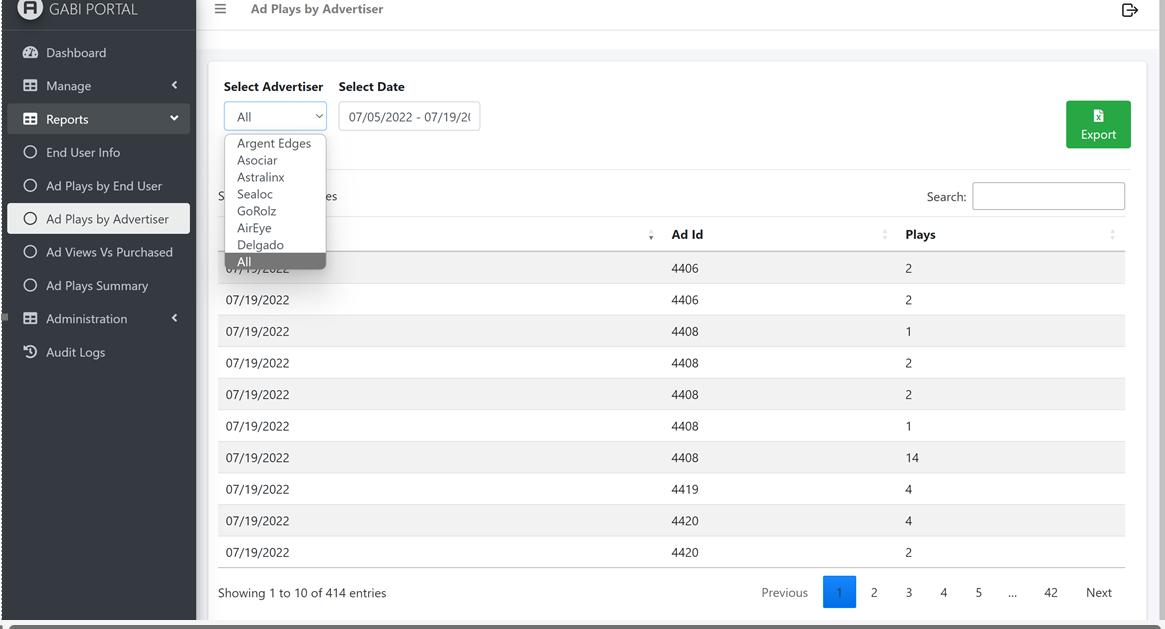 GABI PORTAL
Ad Plays by Advertiser
Dashboard
Manage
Reports
End User Info
Ad Plays by End User
Ad Plays by Advertiser
Ad Views Vs Purchased
Ad Plays Summary
Administration
Audit Logs
Select Advertiser Select Date
All 07/05/2022 - 07/19/20
Export
Argent Edges
Asociar
Astralinx
Sealoc
GoRolz
AirEye
Delgado
All
Search:
Ad Id Plays
07/19/2022 4406 2
07/19/2022 4406 2
07/19/2022 4408 1
07/19/2022 4408 2
07/19/2022 4408 2
07/19/2022 4408 1
07/19/2022 4408 14
07/19/2022 4419 4
07/19/2022 4420 4
07/19/2022 4420 2
Showing 1 to 10 of 414 entries
Previous 1 2 3 4 5 ... 42 Next